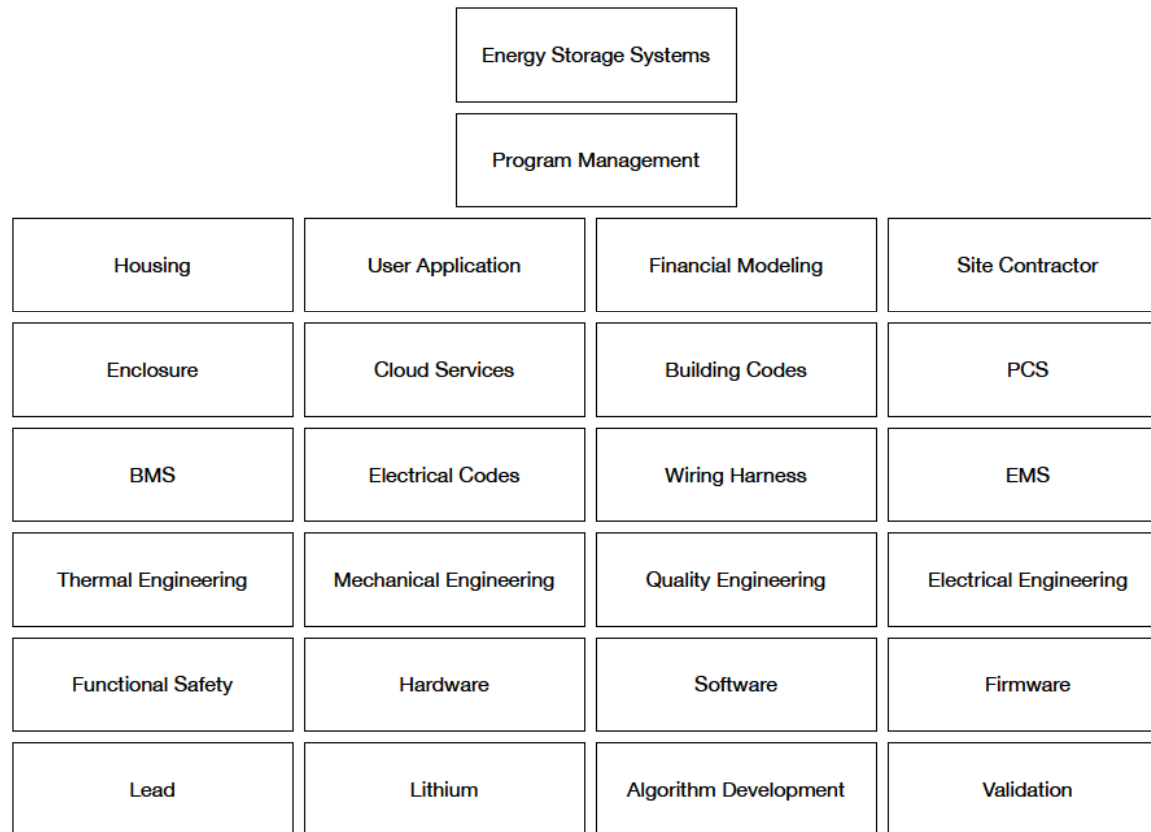 Energy Storage Systems
Program Management
Housing
User Application
Financial Modeling
Site Contractor
Enclosure
Cloud Services
Building Codes
PCS
BMS
Electrical Codes
Wiring Harness
EMS
Thermal Engineering
Mechanical Engineering
Quality Engineering
Electrical Engineering
Functional Safety
Hardware
Software
Firmware
Lead
Lithium
Algorithm Development
Validation